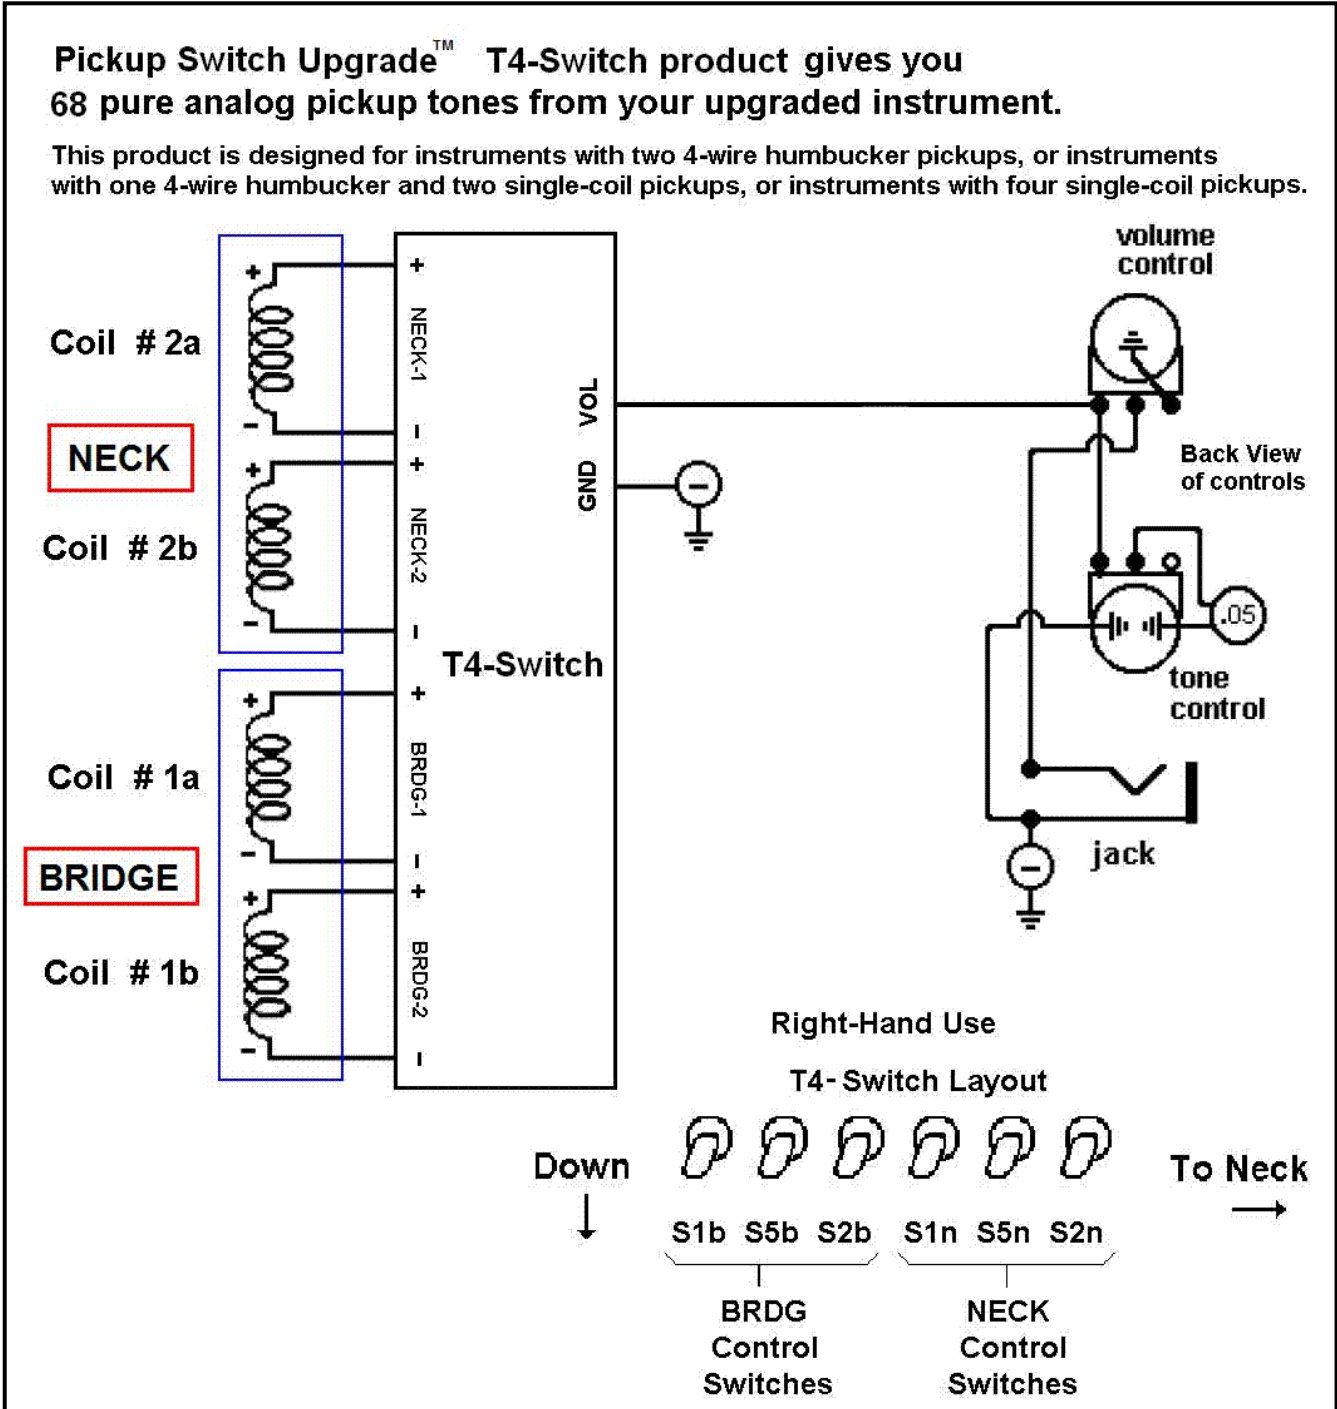 Pickup Switch Upgrade™ T4-Switch product gives you
68 pure analog pickup tones from your upgraded instrument.
This product is designed for instruments with two 4-wire humbucker pickups, or instruments
with one 4-wire humbucker and two single-coil pickups, or instruments with four single-coil pickups.
volume
control
Coil # 2a
+
-
+
NECK-1
-
VOL
GND
-
NECK
Back View
of controls
Coil # 2b
+
-
+
NECK-2
-
.05
tone
control
T4-Switch
Coil # 1a
+
-
+
BRDG-1
-
BRIDGE
jack
-
Coil # 1b
+
-
+
BRDG-2
-
Right-Hand Use
T4- Switch Layout
Down
To Neck
S1b S5b S2b S1n S5n S2n
BRDG
Control
Switches
NECK
Control
Switches